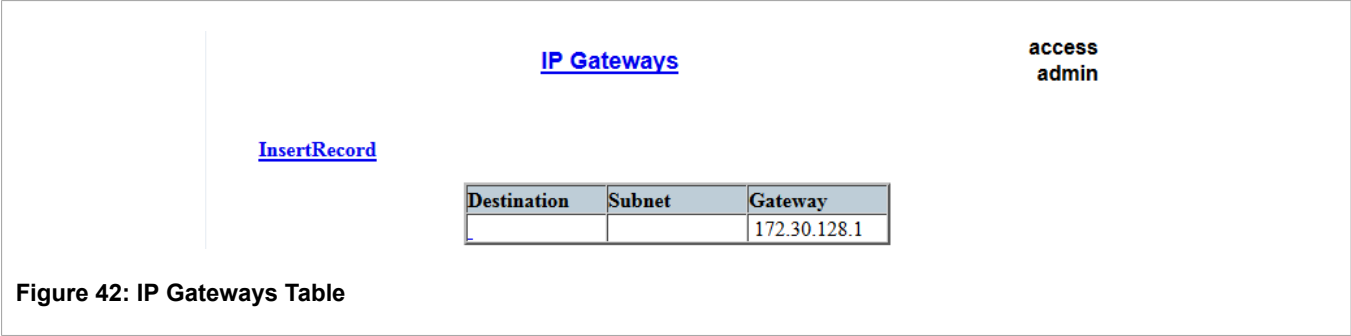 IP Gateways
access
admin
InsertRecord
Destination Subnet Gateway
172.30.128.1
Figure 42: IP Gateways Table